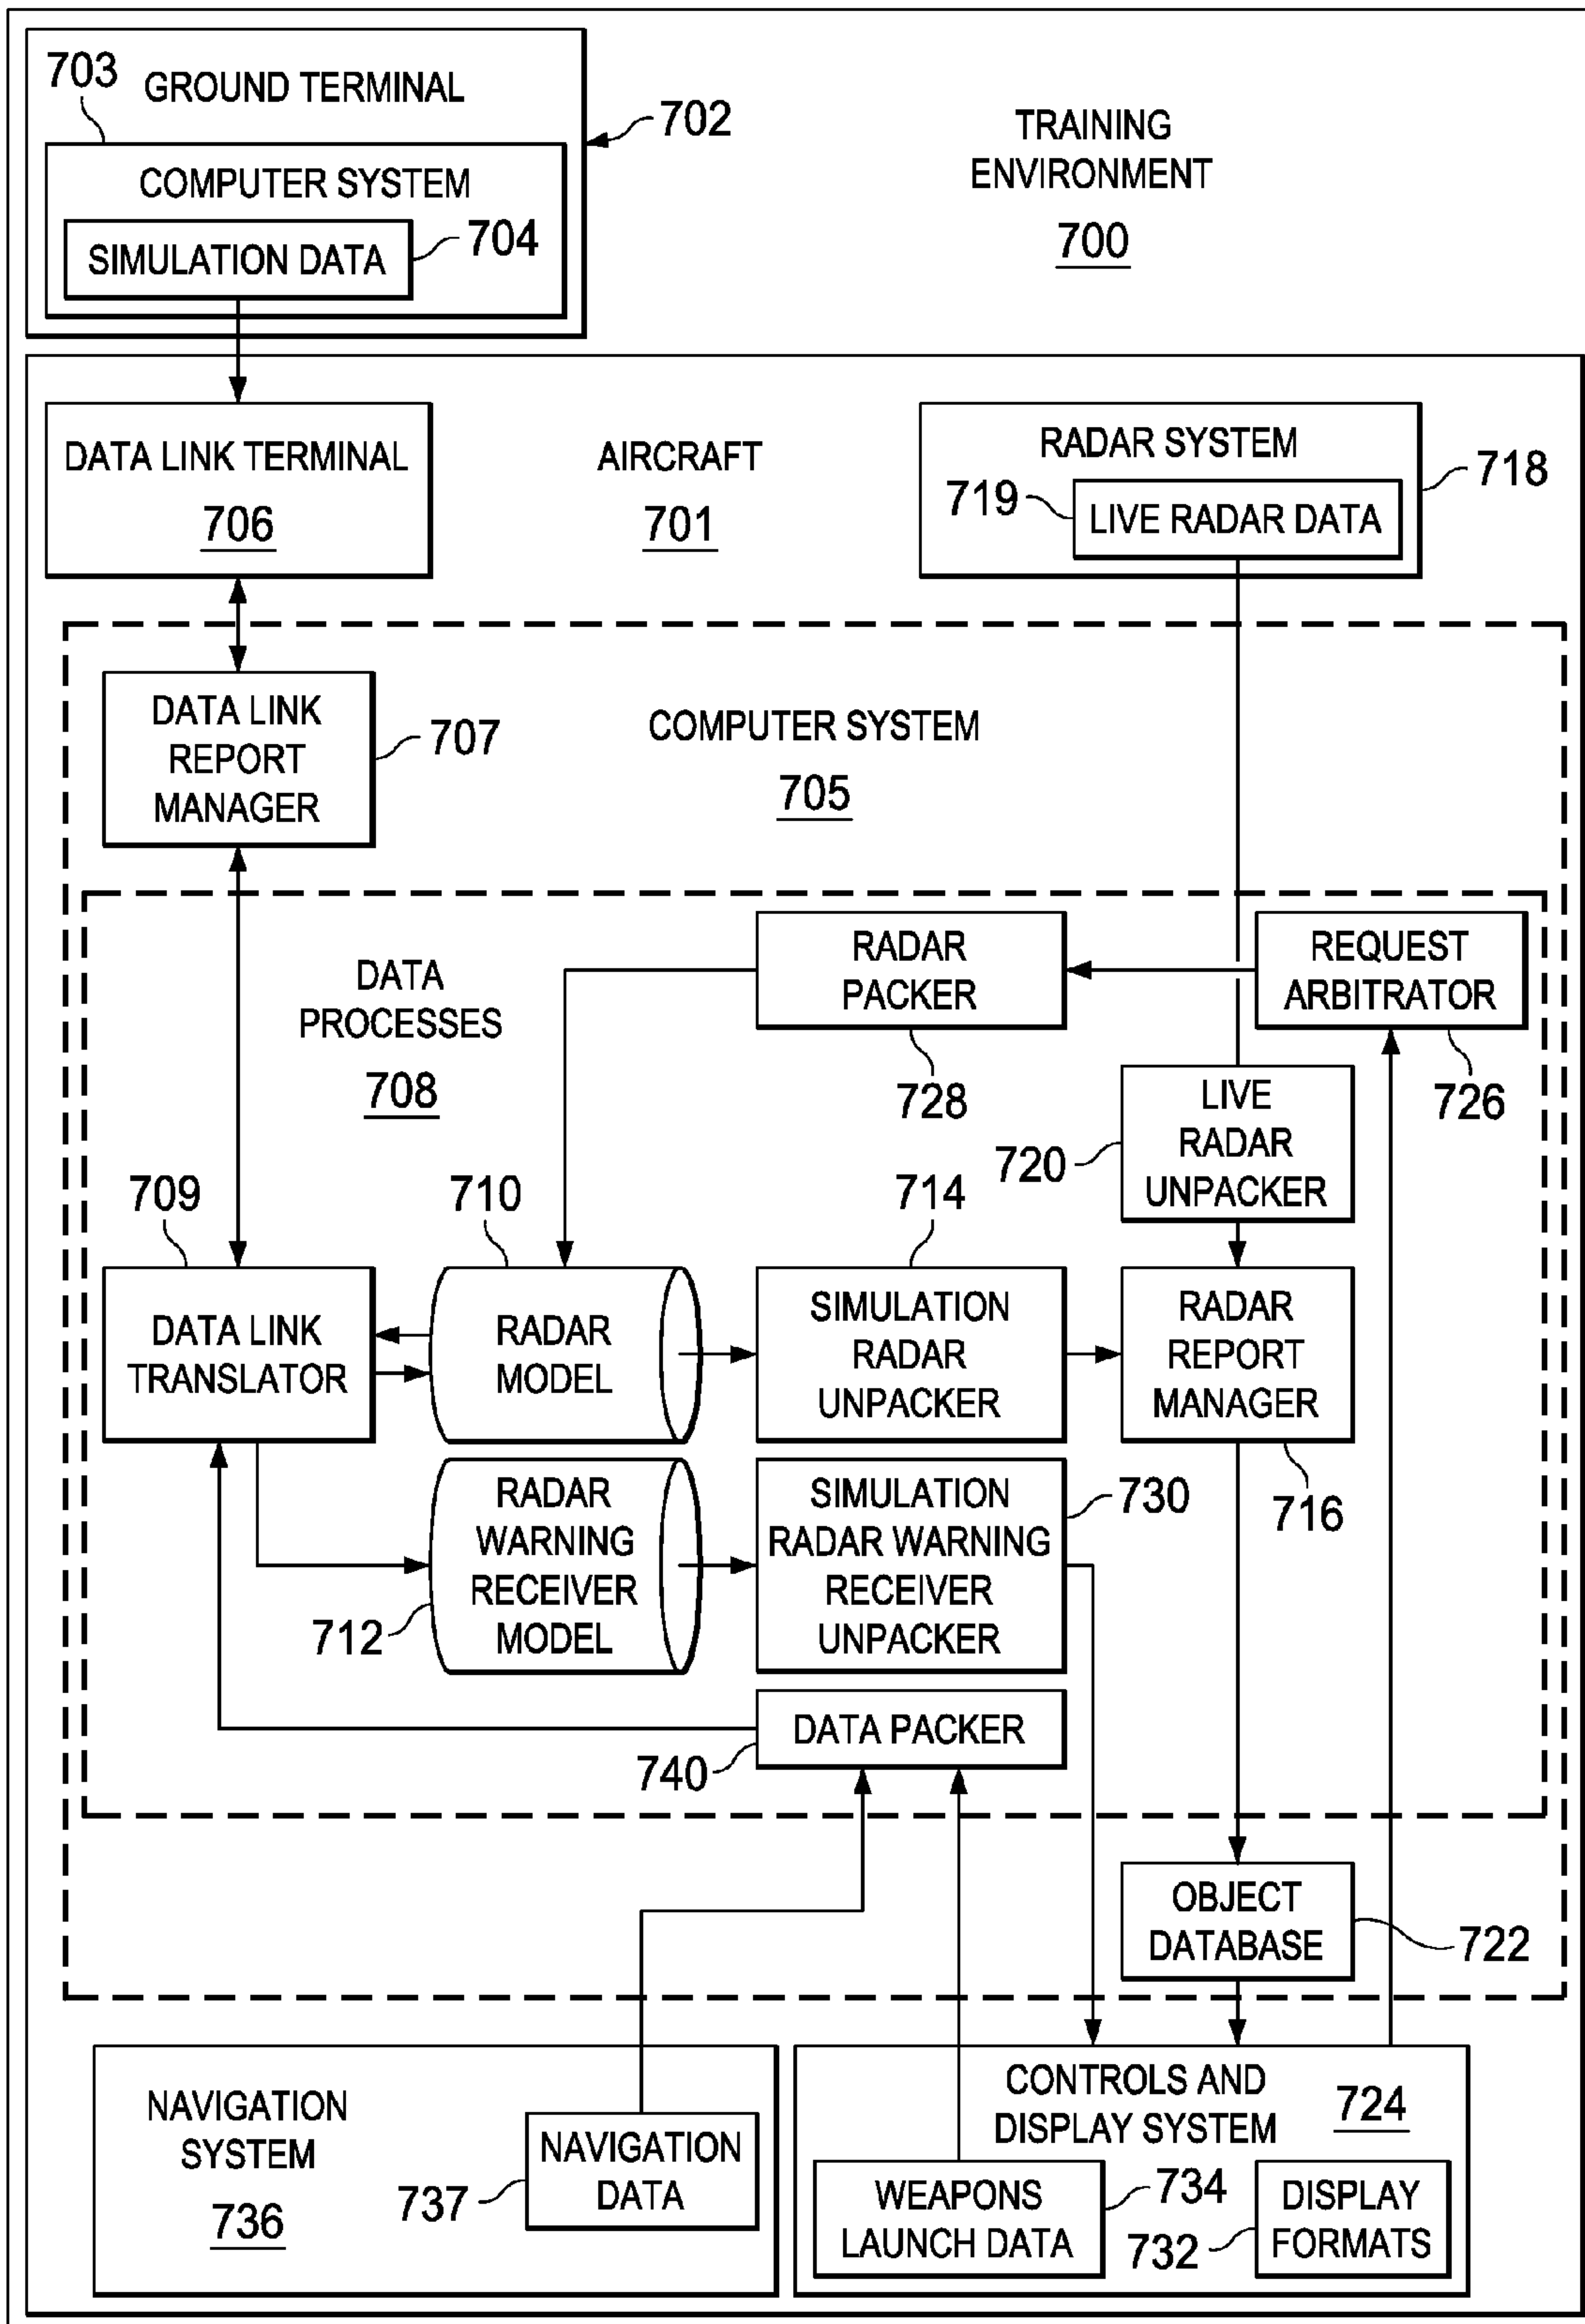 703
GROUND TERMINAL
702
COMPUTER SYSTEM
SIMULATION DATA
704
TRAINING
ENVIRONMENT
700
DATA LINK TERMINAL
706
AIRCRAFT
701
RADAR SYSTEM
718
719
LIVE RADAR DATA
DATA LINK
REPORT
MANAGER
707
COMPUTER SYSTEM
705
DATA
PROCESSES
708
RADAR
PACKER
728
REQUEST
ARBITRATOR
726
LIVE
RADAR
UNPACKER
720
709
710
714
DATA LINK
TRANSLATOR
RADAR
MODEL
SIMULATION
RADAR
UNPACKER
RADAR
REPORT
MANAGER
716
RADAR
WARNING
RECEIVER
MODEL
712
SIMULATION
RADAR WARNING
RECEIVER
UNPACKER
730
DATA PACKER
740
OBJECT
DATABASE
722
NAVIGATION
SYSTEM
736
NAVIGATION
DATA
737
CONTROLS AND
DISPLAY SYSTEM
724
WEAPONS
LAUNCH DATA
734
732
DISPLAY
FORMATS